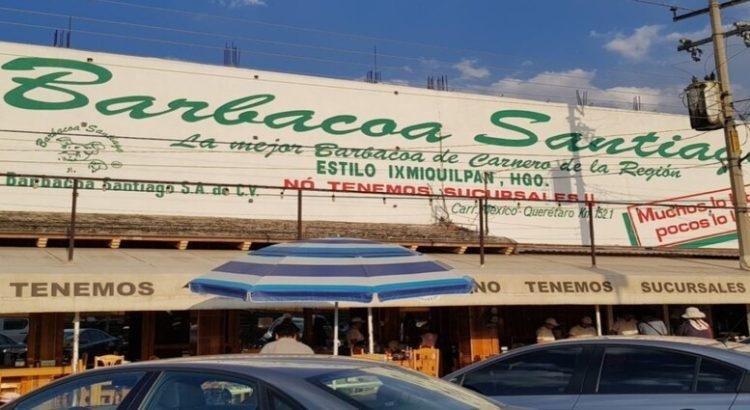 Barbacoa Santiago
Barbacoa Santiago
La mejor Barbacoa de Carnero de la Región
ESTILO IXMIQUILPAN, HGO.
Barbacoa Santiago S.A. de C.V.
NO TENEMOS SUCURSALES!!
Carr. México - Querétaro Km.
Muchos lo
pocos lo
TENEMOS
NO TENEMOS SUCURSALES